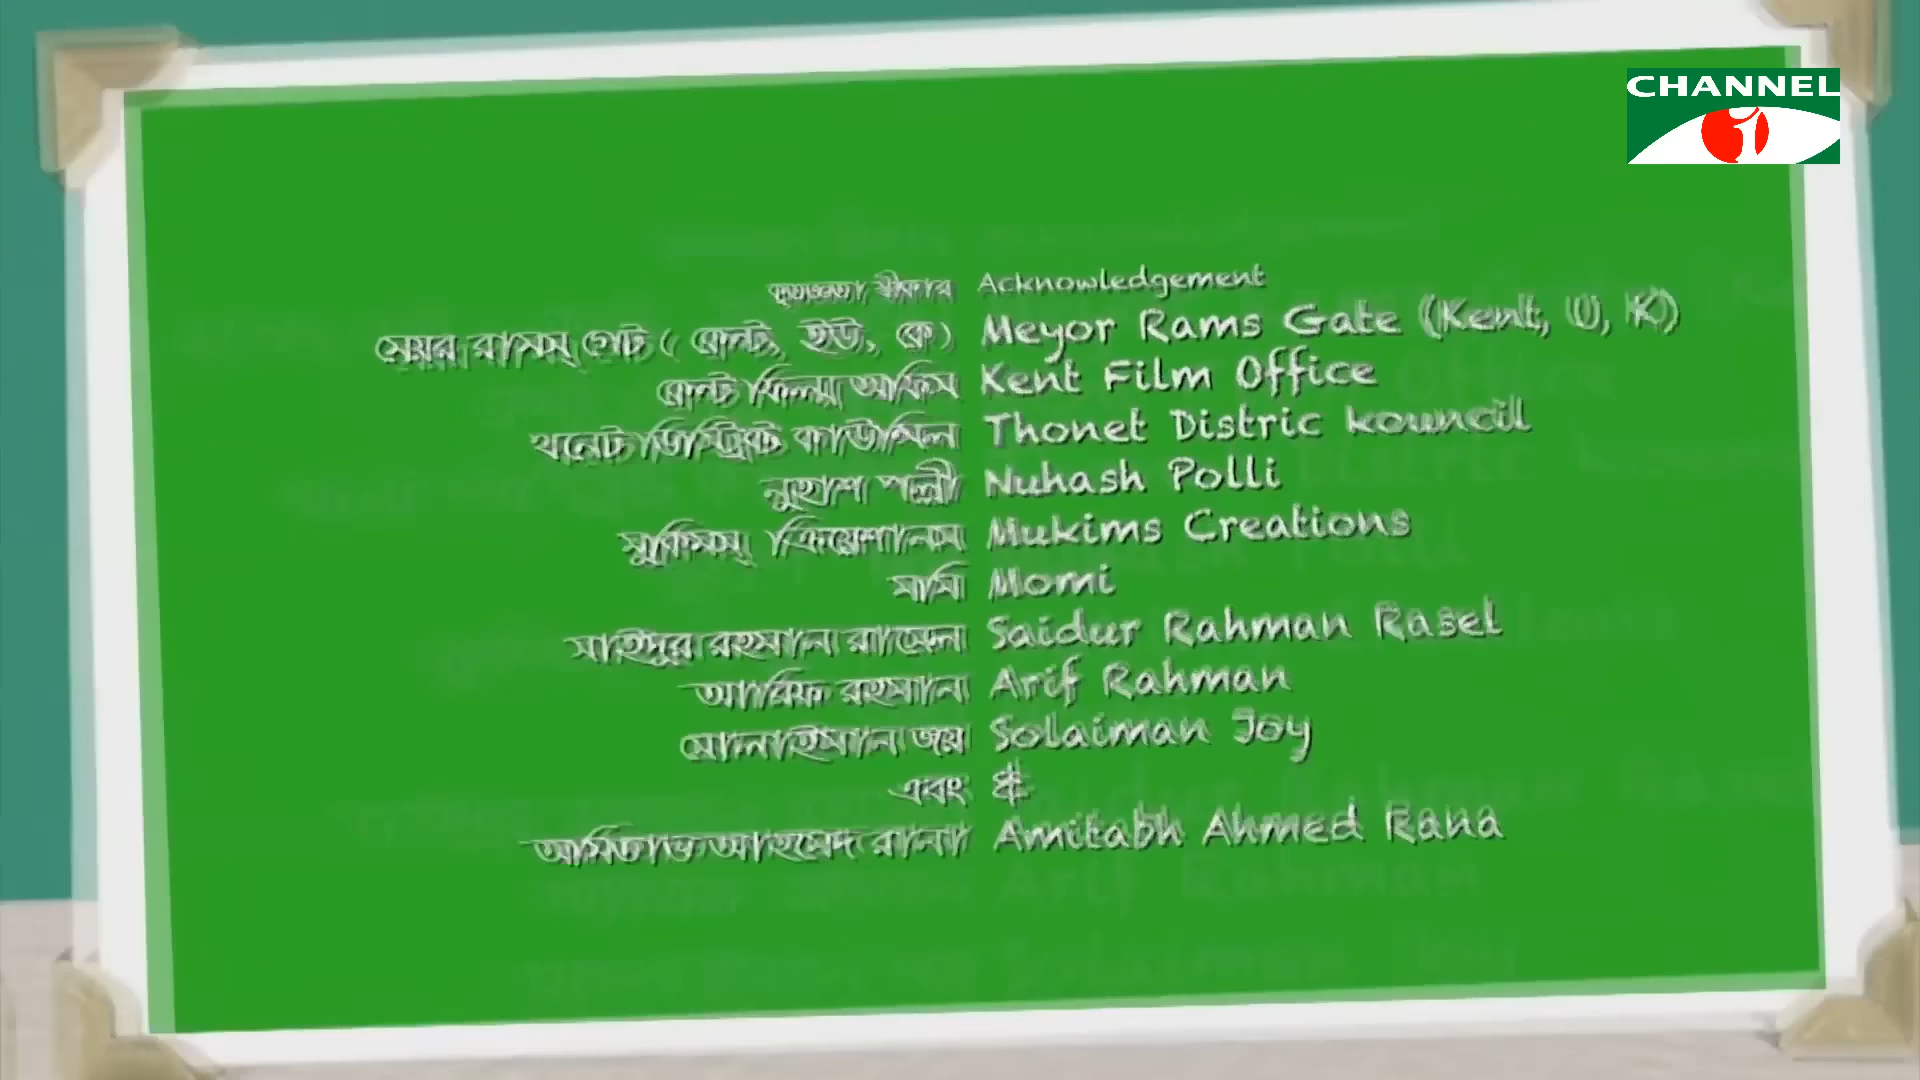 CHANNEL
কৃতজ্ঞতা স্বীকার Acknowledgement
মেয়র রামস্ গেট ( কেন্ট, ইউ, কে ) Meyor Rams Gate (Kent, U, K)
কেন্ট ফিল্ম অফিস Kent Film Office
থনেট ডিস্ট্রিক্ট কাউন্সিল Thonet Distric kouncil
নুহাশ পল্লী Nuhash Polli
মুকিমস্ ক্রিয়েশানস Mukims Creations
মামি Momi
সাইদুর রহমান রাসেল Saidur Rahman Rasel
আরিফ রহমান Arif Rahman
সোলাইমান জয় Solaiman Joy
এবং &
অমিতাভ আহমেদ রানা Amitabh Ahmed Rana